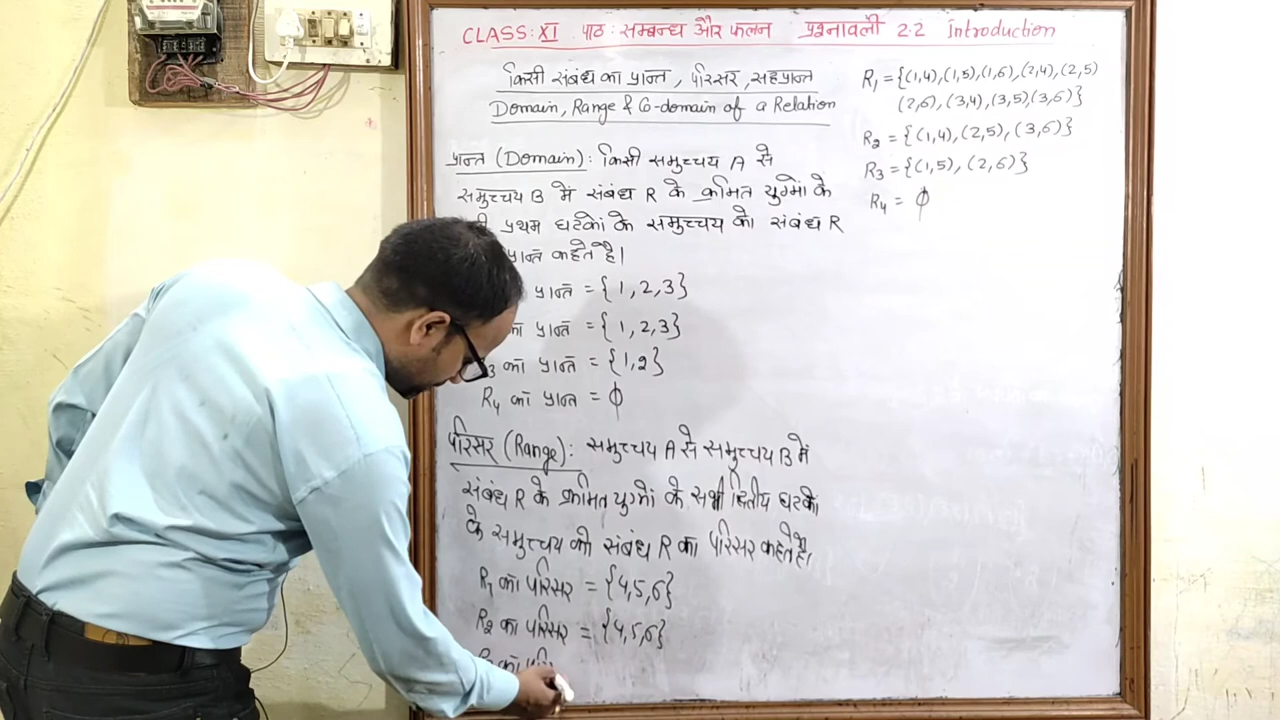 CLASS: XI पाठ: सम्बन्ध और फलन प्रश्नावली 2.2 Introduction
किसी संबंध का प्रान्त, परिसर, सहप्रान्त
Domain, Range & Co-domain of a Relation
प्रान्त (Domain): किसी समुच्चय A से
समुच्चय B में संबंध R के क्रमित युग्मों के
प्रथम घटकों के समुच्चय को संबंध R
प्रान्त कहते है।
प्रान्त = {1,2,3}
का प्रान्त = {1,2,3}
3 का प्रान्त = {1,2}
R4 का प्रान्त = ϕ
परिसर (Range): समुच्चय A से समुच्चय B में
संबंध R के क्रमित युग्मों के सभी द्वितीय घटकों
के समुच्चय को संबंध R का परिसर कहते है।
R1 का परिसर = {4,5,6}
R2 का परिसर = {4,5,6}
R1 = {(1,4),(1,5),(1,6),(2,4),(2,5)
(2,6),(3,4),(3,5),(3,6)}
R2 = {(1,4),(2,5),(3,6)}
R3 = {(1,5),(2,6)}
R4 = ϕ